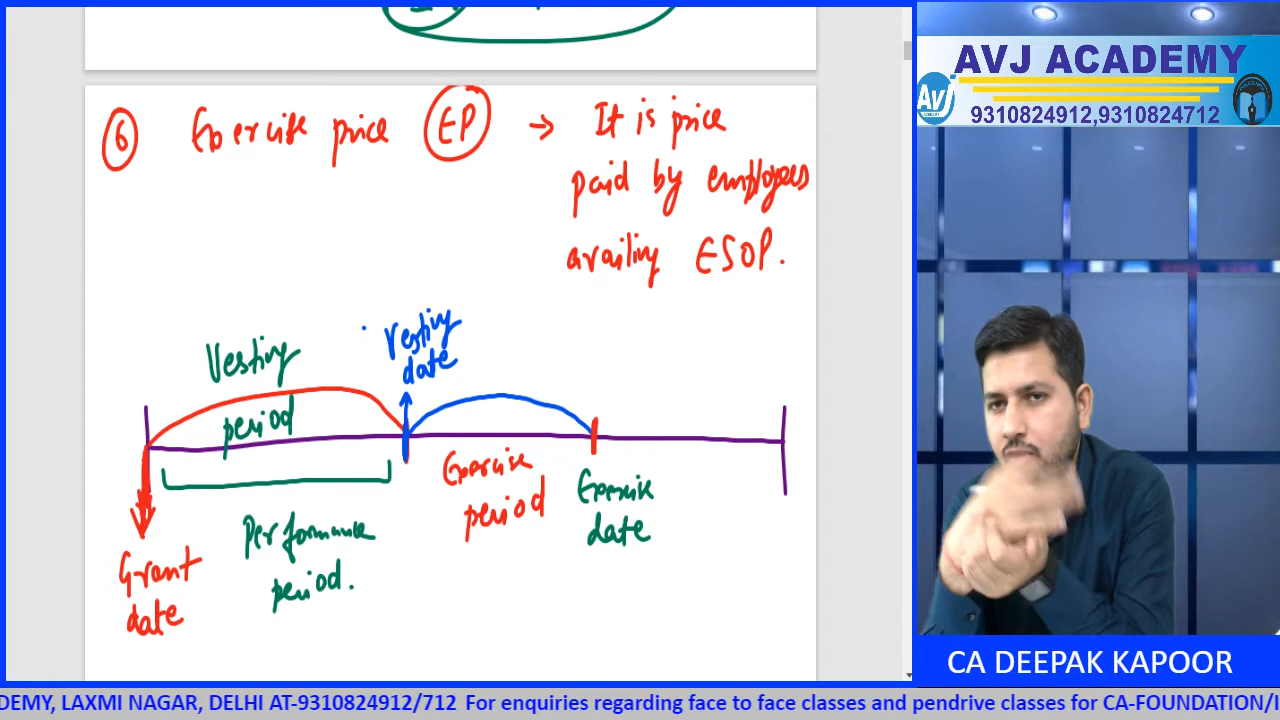 6 Exercise price EP → It is price
paid by employees
availing ESOP.
Vesting
period
Vesting
date
Exercise
period
Exercise
date
Performance
period.
Grant
date
AVJ ACADEMY
AVJ
9310824912,9310824712
CA DEEPAK KAPOOR
DEMY, LAXMI NAGAR, DELHI AT-9310824912/712 For enquiries regarding face to face classes and pendrive classes for CA-FOUNDATION/I